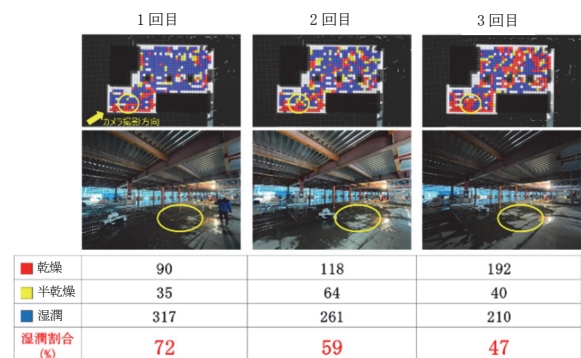 1回目 2回目 3回目
カメラ撮影方向
乾燥 90 118 192
半乾燥 35 64 40
湿潤 317 261 210
湿潤割合
(%) 72 59 47